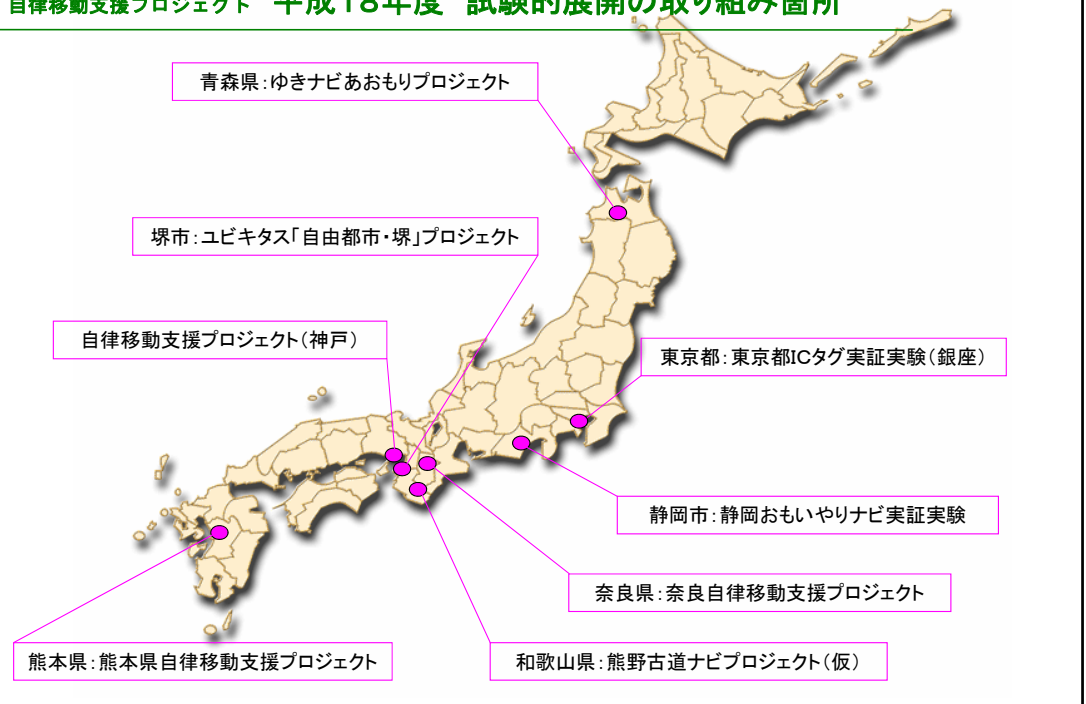 自律移動支援プロジェクト 平成18年度 試験的展開の取り組み箇所
青森県：ゆきナビあおもりプロジェクト
堺市：ユビキタス「自由都市・堺」プロジェクト
自律移動支援プロジェクト（神戸）
東京都：東京都ICタグ実証実験（銀座）
静岡市：静岡おもいやりナビ実証実験
奈良県：奈良自律移動支援プロジェクト
熊本県：熊本県自律移動支援プロジェクト
和歌山県：熊野古道ナビプロジェクト（仮）